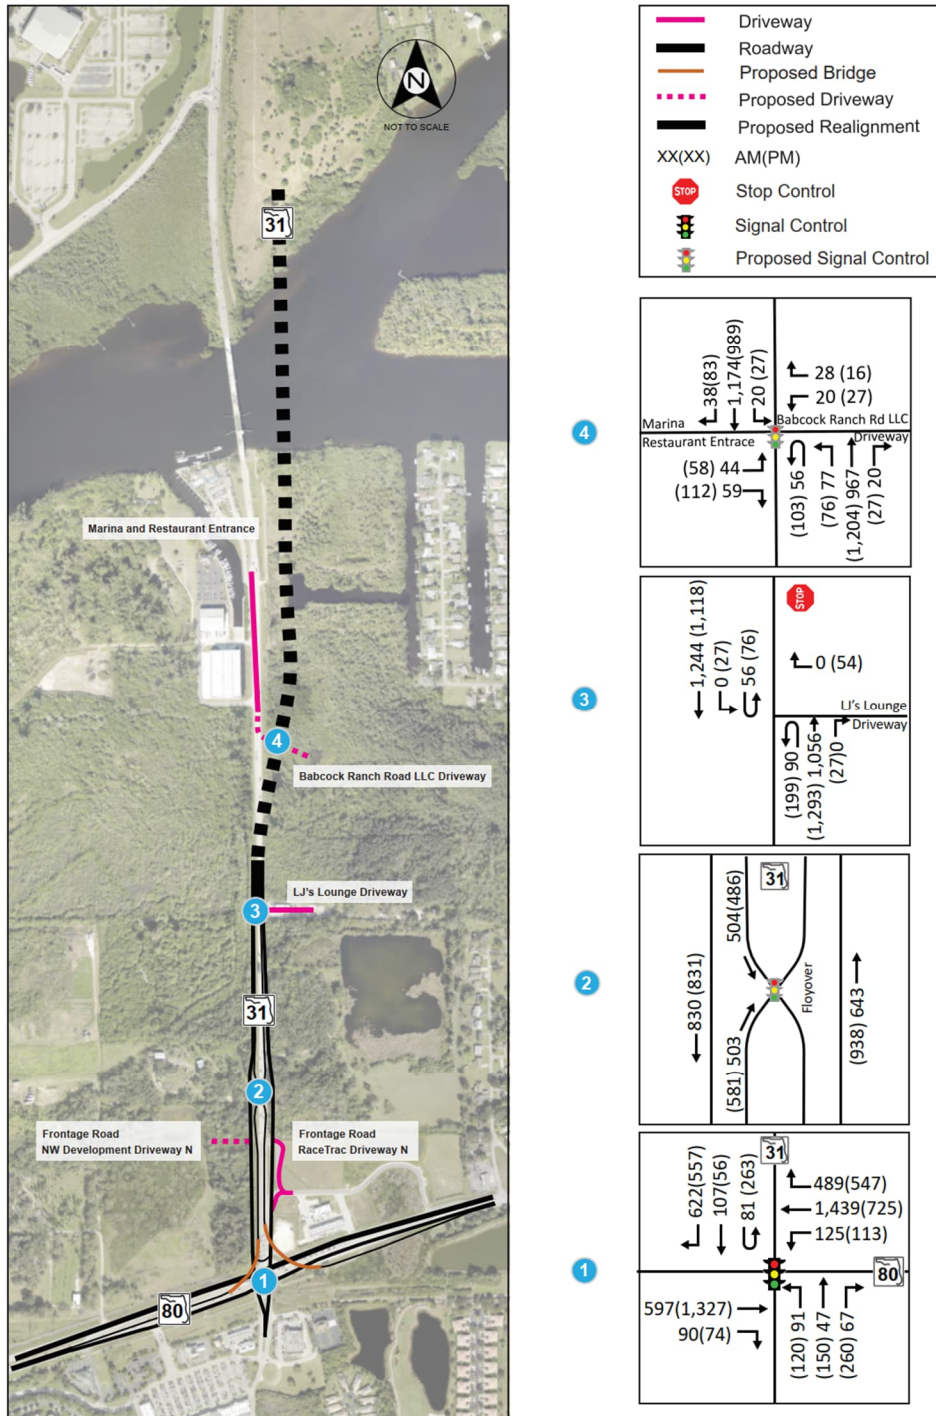 N
NOT TO SCALE
31
Marina and Restaurant Entrance
4
Babcock Ranch Road LLC Driveway
LJ's Lounge Driveway
3
31
2
Frontage Road
NW Development Driveway N
Frontage Road
RaceTrac Driveway N
1
80
Driveway
Roadway
Proposed Bridge
Proposed Driveway
Proposed Realignment
XX(XX) AM(PM)
STOP Stop Control
Signal Control
Proposed Signal Control
4
38(83)
1,174(989)
20 (27)
28 (16)
20 (27)
Marina
Restaurant Entrace
Babcock Ranch Rd LLC
Driveway
(58) 44
(112) 59
(103) 56
(76) 77
(1,204) 967
(27) 20
3
STOP
1,244 (1,118)
0 (27)
56 (76)
0 (54)
LJ's Lounge
Driveway
(199) 90
(1,293) 1,056
(27)0
2
31
504(486)
830 (831)
Floyover
(581) 503
(938) 643
1
31
622(557)
107(56)
81 (263)
489(547)
1,439(725)
125(113)
80
597(1,327)
90(74)
(120) 91
(150) 47
(260) 67